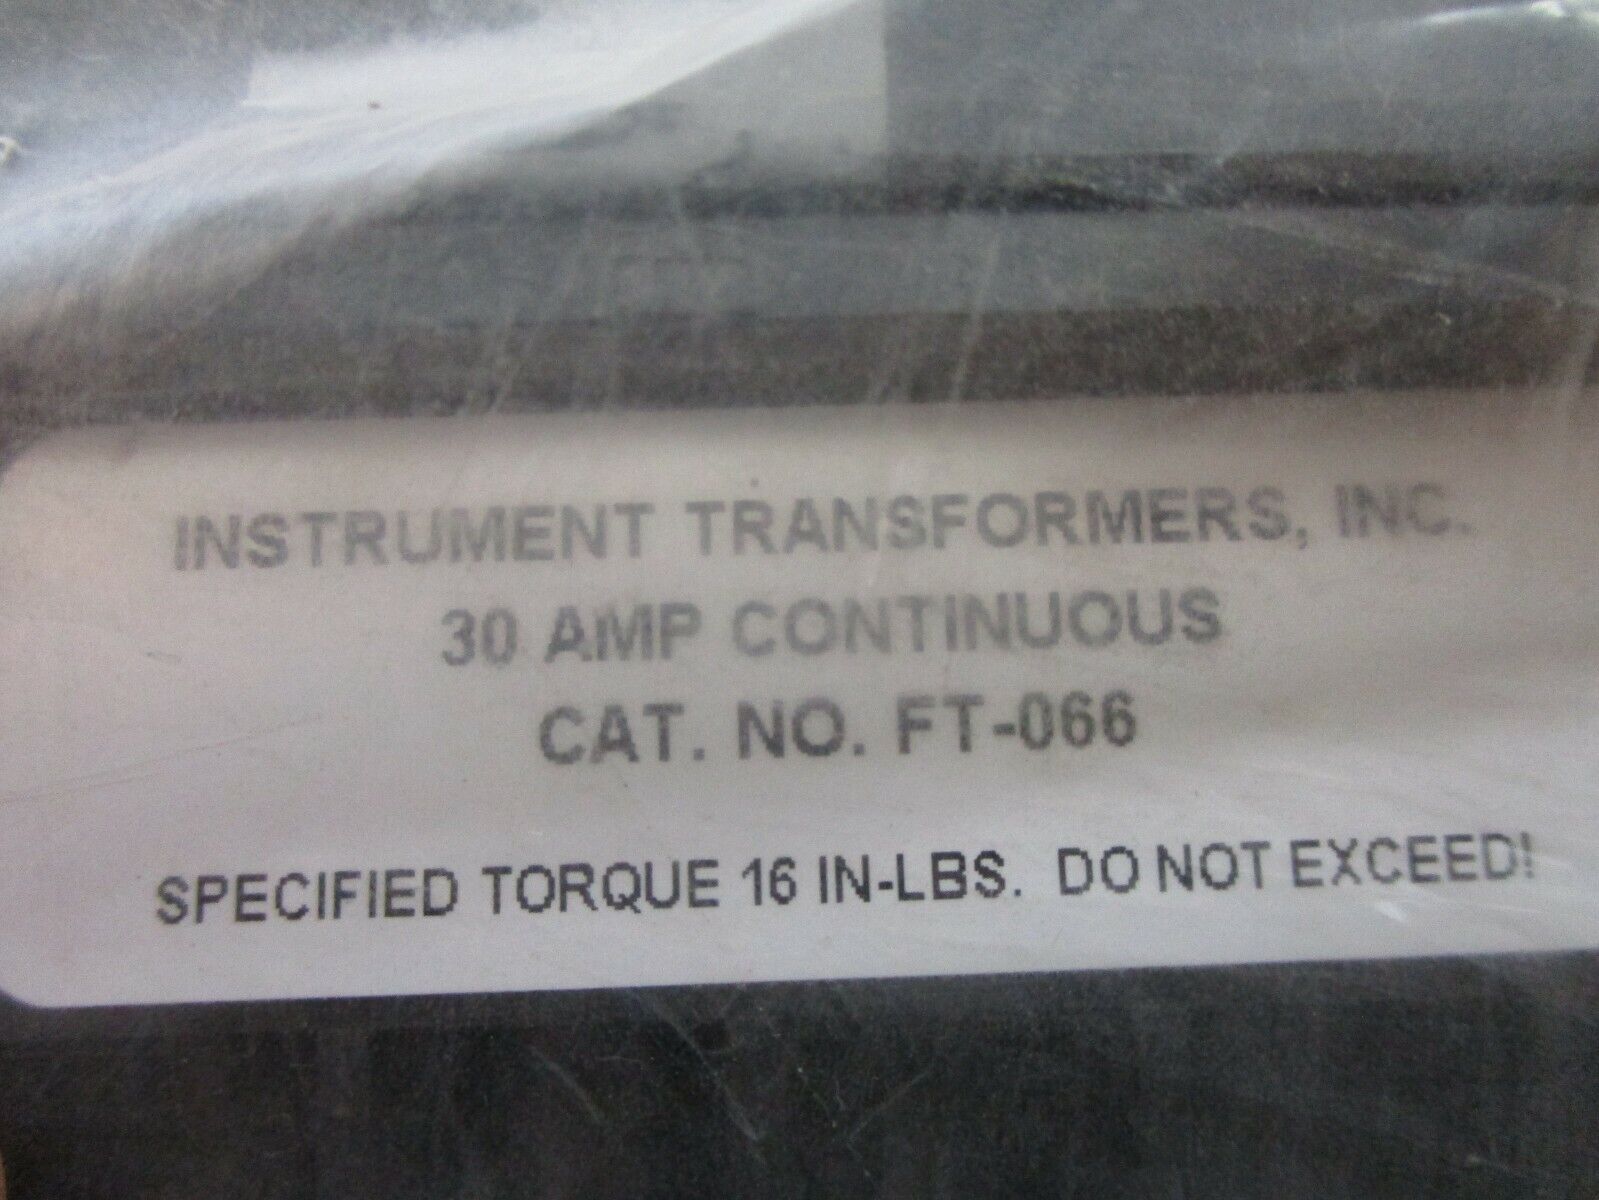 INSTRUMENT TRANSFORMERS, INC.
30 AMP CONTINUOUS
CAT. NO. FT-066
SPECIFIED TORQUE 16 IN-LBS. DO NOT EXCEED!